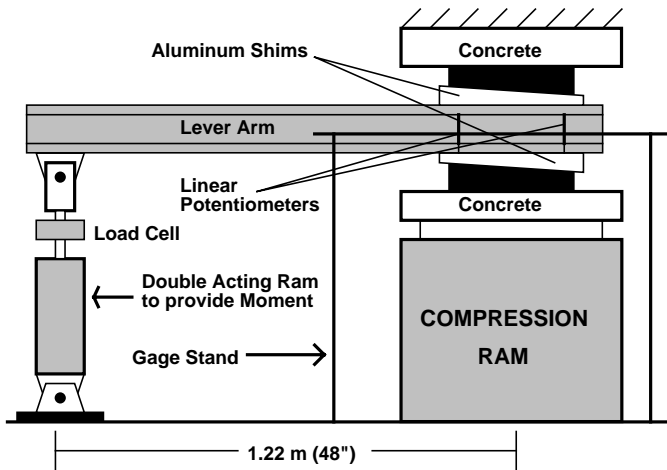 Aluminum Shims
Concrete
Lever Arm
Linear
Potentiometers
Concrete
Load Cell
Double Acting Ram
to provide Moment
COMPRESSION
RAM
Gage Stand
1.22 m (48")